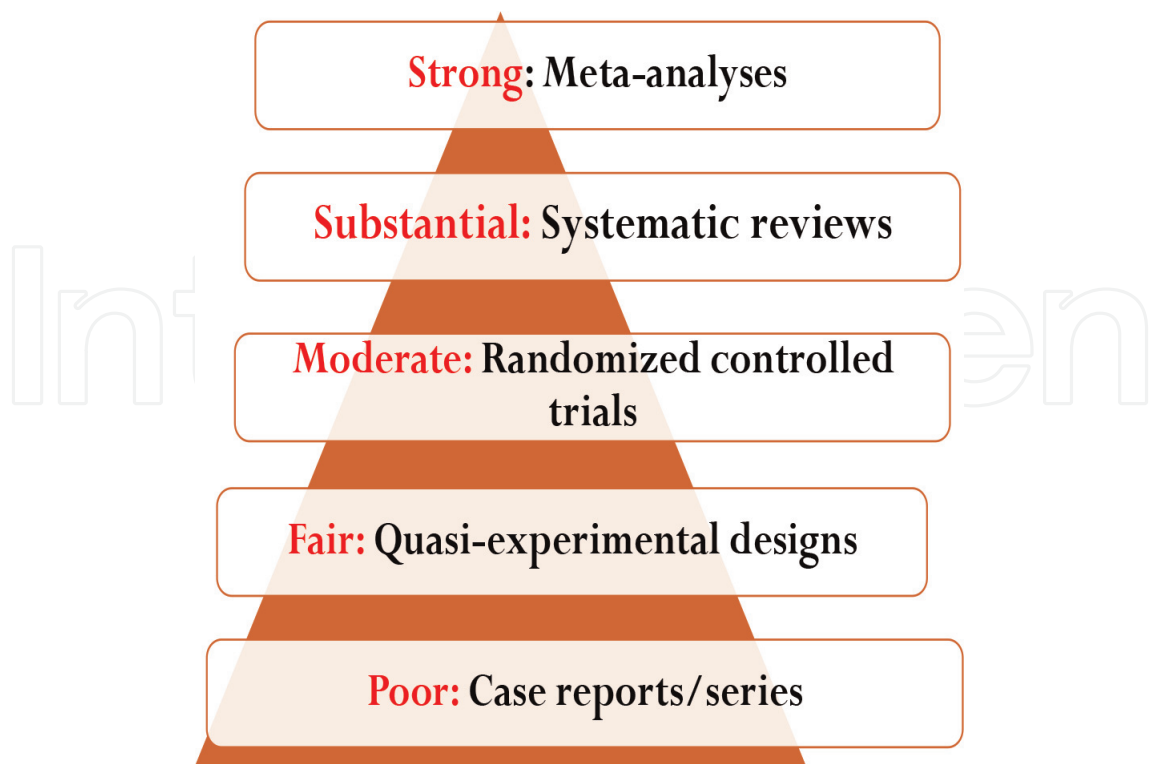 Strong: Meta-analyses
Substantial: Systematic reviews
Moderate: Randomized controlled
trials
Fair: Quasi-experimental designs
Poor: Case reports/series